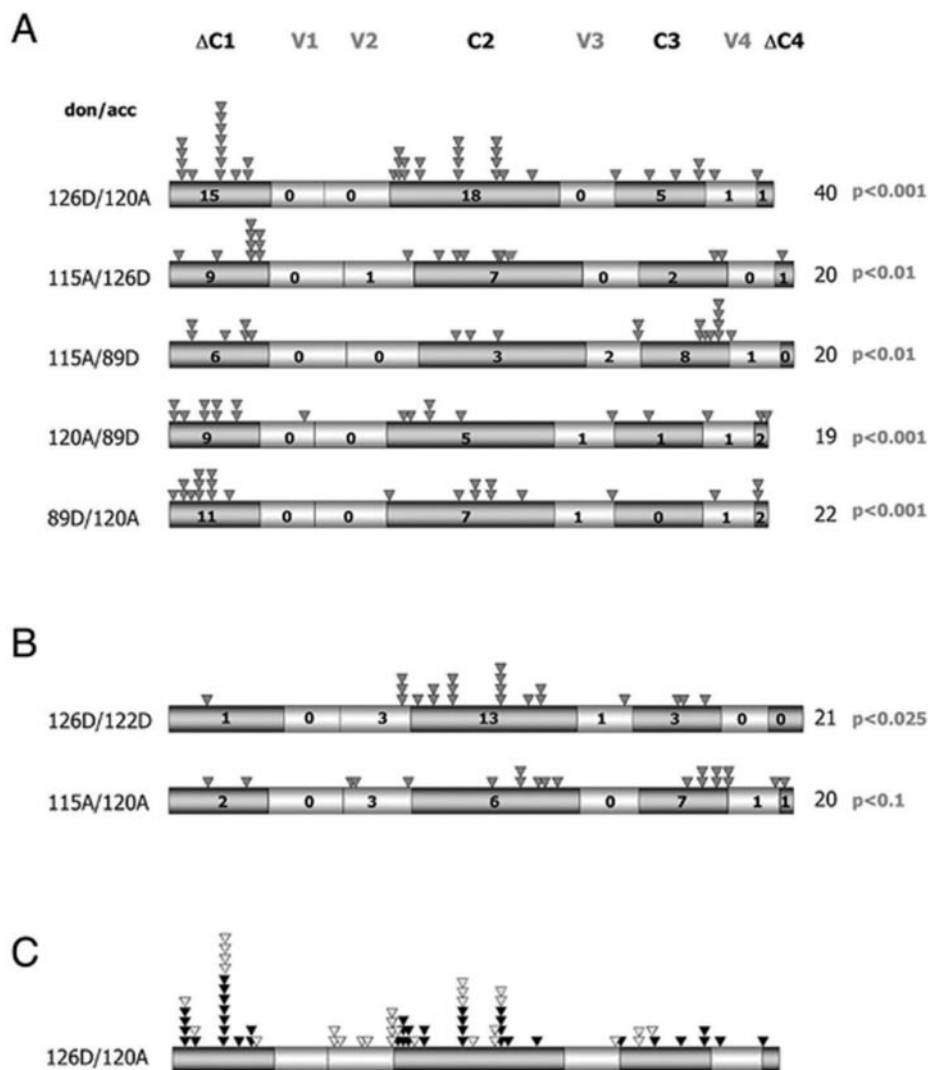 A
ΔC1 V1 V2 C2 V3 C3 V4 ΔC4
don/acc
126D/120A 15 0 0 18 0 5 1 1 40 p<0.001
115A/126D 9 0 1 7 0 2 0 1 20 p<0.01
115A/89D 6 0 0 3 2 8 1 0 20 p<0.01
120A/89D 9 0 0 5 1 1 1 2 19 p<0.001
89D/120A 11 0 0 7 1 0 1 2 22 p<0.001
B
126D/122D 1 0 3 13 1 3 0 0 21 p<0.025
115A/120A 2 0 3 6 0 7 1 1 20 p<0.1
C
126D/120A